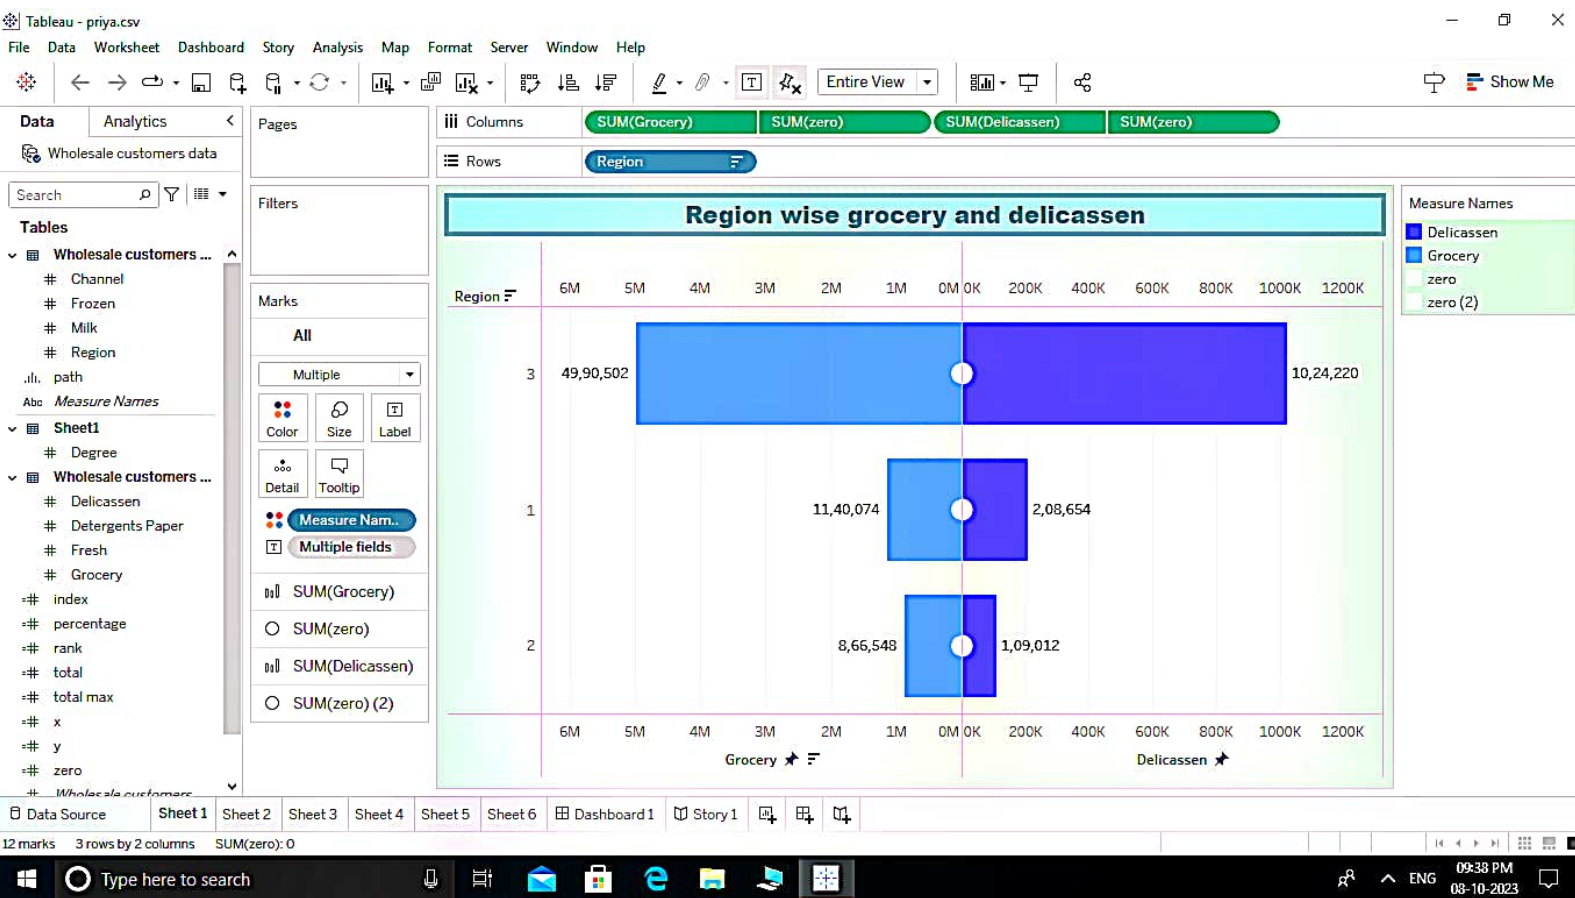 Tableau - priya.csv
File Data Worksheet Dashboard Story Analysis Map Format Server Window Help
Entire View
Show Me
Data Analytics
Wholesale customers data
Search
Tables
Wholesale customers ...
Channel
Frozen
Milk
Region
path
Abc Measure Names
Sheet1
Degree
Wholesale customers ...
Delicassen
Detergents Paper
Fresh
Grocery
index
percentage
rank
total
total max
x
y
zero
Wholesale customers
Pages
Filters
Marks
All
Multiple
Color Size Label
Detail Tooltip
Measure Nam..
Multiple fields
SUM(Grocery)
SUM(zero)
SUM(Delicassen)
SUM(zero) (2)
Columns SUM(Grocery) SUM(zero) SUM(Delicassen) SUM(zero)
Rows Region
Region wise grocery and delicassen
Region 6M 5M 4M 3M 2M 1M 0M 0K 200K 400K 600K 800K 1000K 1200K
3 49,90,502 10,24,220
1 11,40,074 2,08,654
2 8,66,548 1,09,012
6M 5M 4M 3M 2M 1M 0M 0K 200K 400K 600K 800K 1000K 1200K
Grocery Delicassen
Measure Names
Delicassen
Grocery
zero
zero (2)
Data Source Sheet 1 Sheet 2 Sheet 3 Sheet 4 Sheet 5 Sheet 6 Dashboard 1 Story 1
12 marks 3 rows by 2 columns SUM(zero): 0
Type here to search
ENG
09:38 PM
08-10-2023